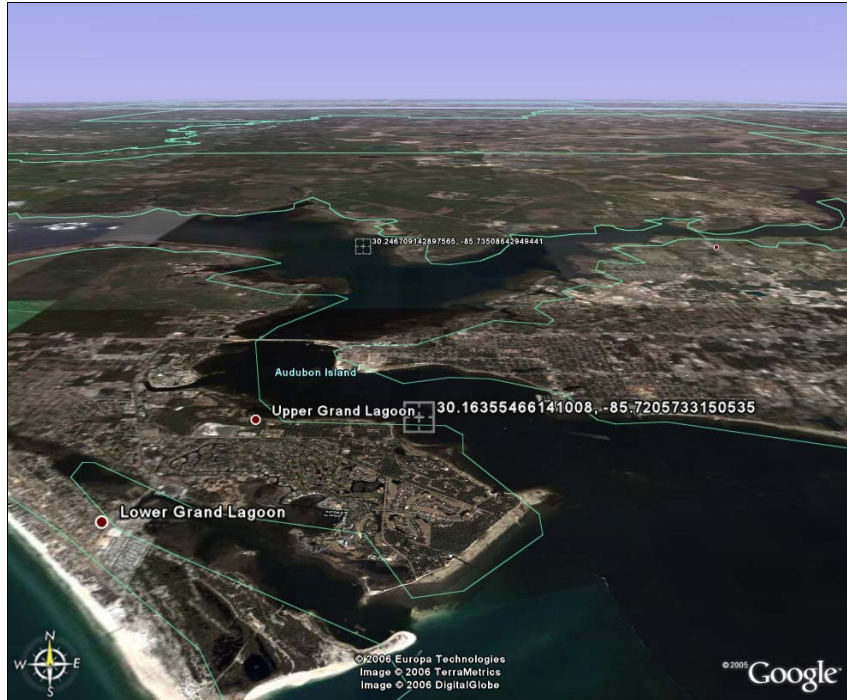 30.246709142897565, -85.73508642949441
Audubon Island
Upper Grand Lagoon
30.16355466141008, -85.7205733150535
Lower Grand Lagoon
N
W E
S
© 2006 Europa Technologies
Image © 2006 TerraMetrics
Image © 2006 DigitalGlobe
© 2005 Google